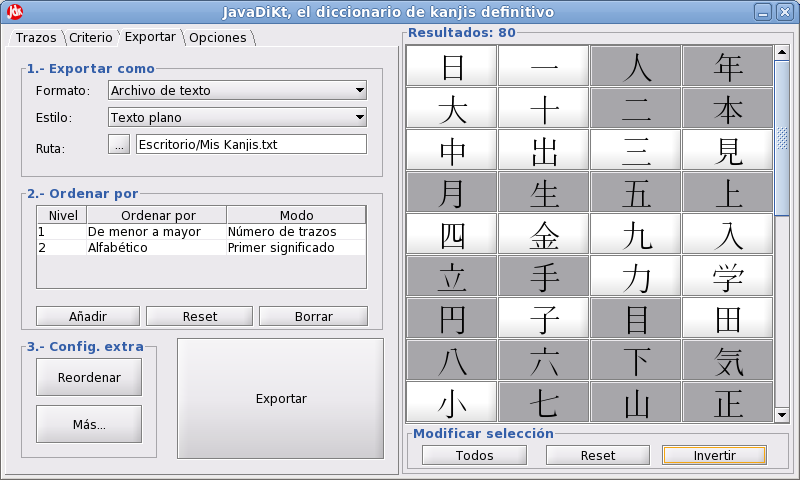 JavaDiKt, el diccionario de kanjis definitivo
Trazos Criterio Exportar Opciones
1.- Exportar como
Formato: Archivo de texto
Estilo: Texto plano
Ruta: ... Escritorio/Mis Kanjis.txt
2.- Ordenar por
Nivel Ordenar por Modo
1 De menor a mayor Número de trazos
2 Alfabético Primer significado
Añadir Reset Borrar
3.- Config. extra
Reordenar
Más...
Exportar
Resultados: 80
日 一 人 年
大 十 二 本
中 出 三 見
月 生 五 上
四 金 九 入
立 手 力 学
円 子 目 田
八 六 下 気
小 七 山 正
Modificar selección
Todos Reset Invertir